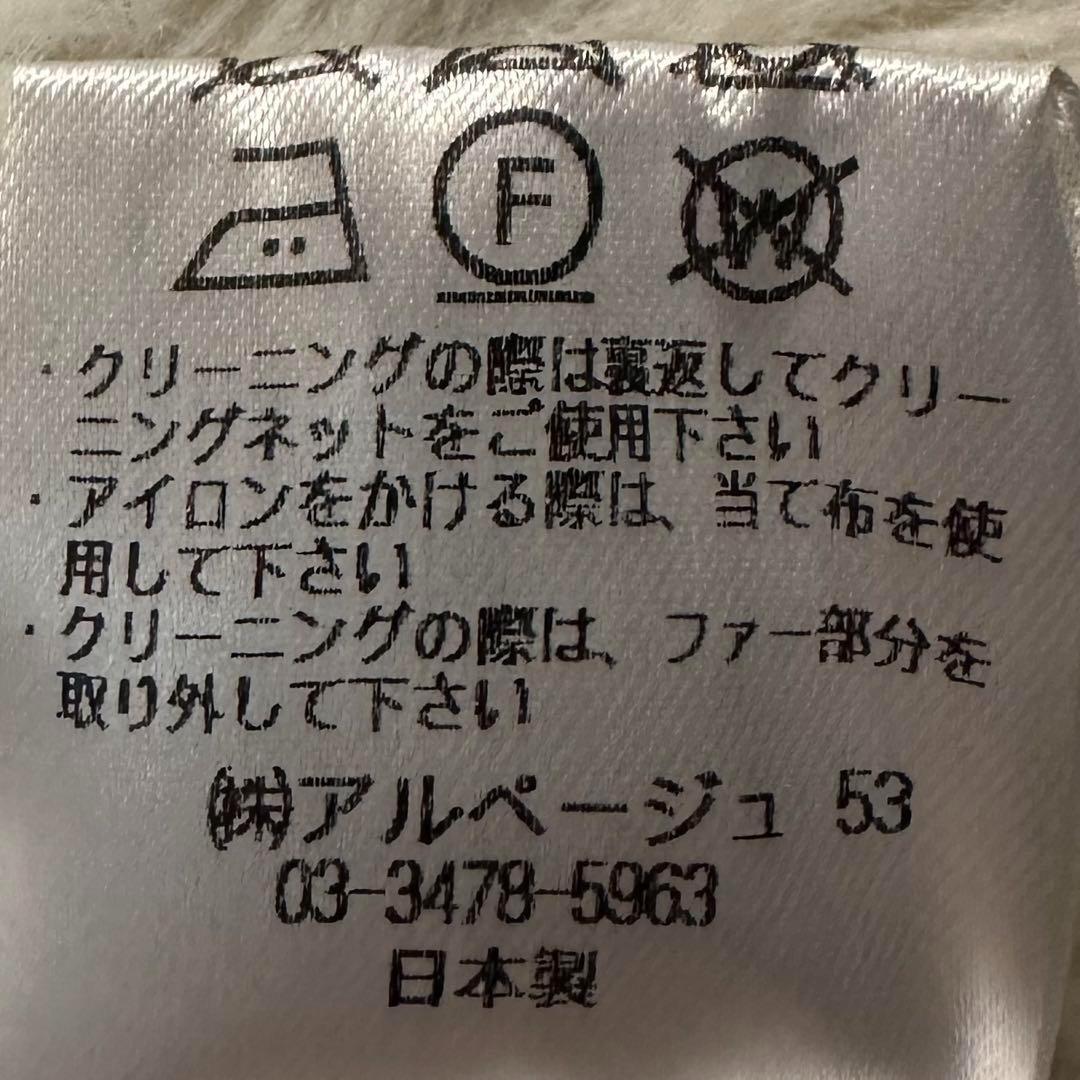 F
W
・クリーニングの際は裏返してクリー
ニングネットをご使用下さい
・アイロンをかける際は、当て布を使
用して下さい
・クリーニングの際は、ファー部分を
取り外して下さい
㈱アルページュ 53
03-3478-5963
日本製